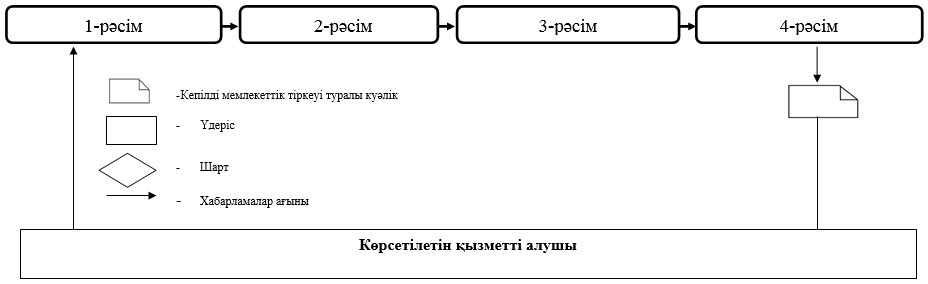 1-рәсім 2-рәсім 3-рәсім 4-рәсім
-Кепілді мемлекеттік тіркеуі туралы куәлік
- Үдеріс
- Шарт
- Хабарламалар ағыны
Көрсетілетін қызметті алушы